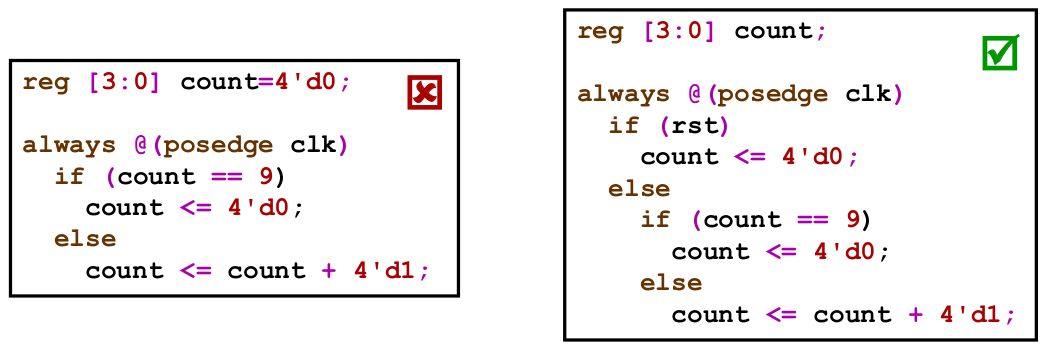 reg [3:0] count=4'd0;
always @(posedge clk)
if (count == 9)
count <= 4'd0;
else
count <= count + 4'd1;
reg [3:0] count;
always @(posedge clk)
if (rst)
count <= 4'd0;
else
if (count == 9)
count <= 4'd0;
else
count <= count + 4'd1;